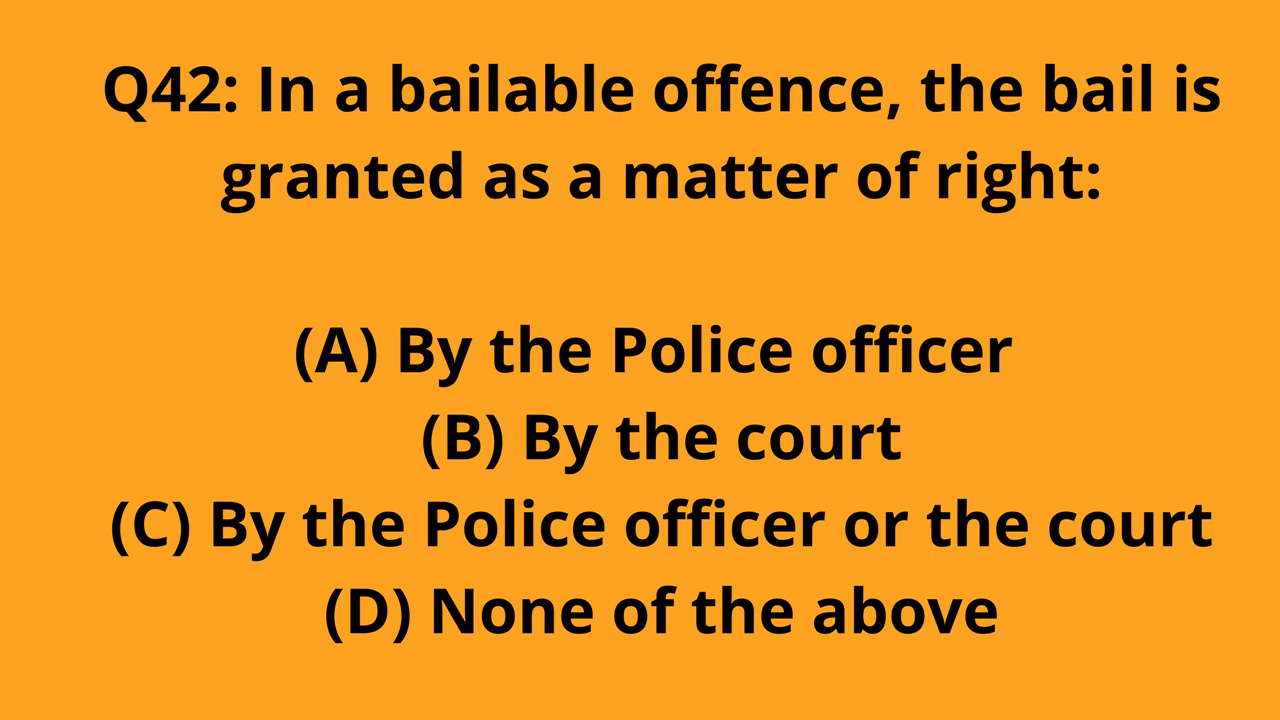 Q42: In a bailable offence, the bail is
granted as a matter of right:
(A) By the Police officer
(B) By the court
(C) By the Police officer or the court
(D) None of the above